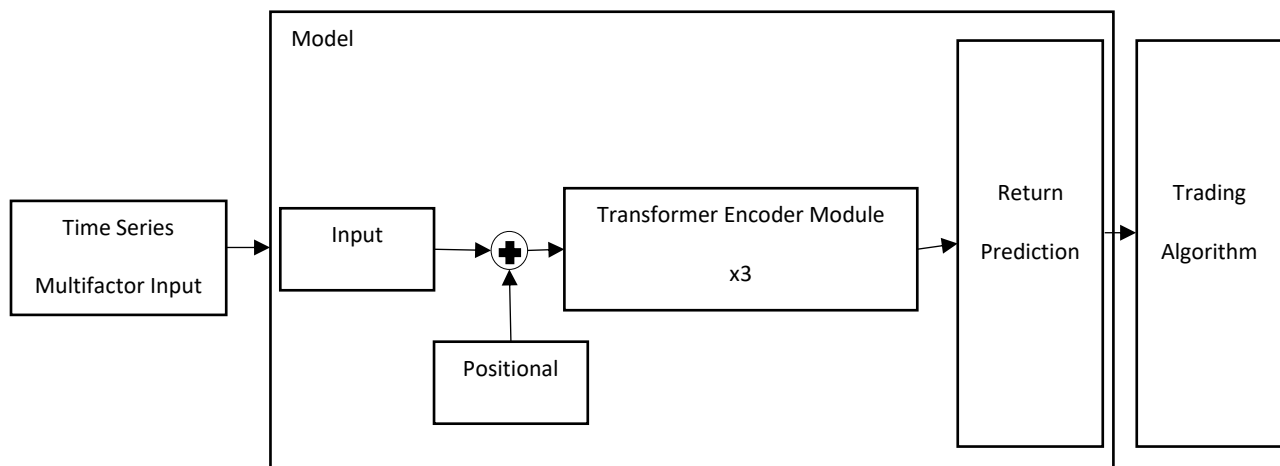 Model
Time Series
Multifactor Input
Input
Positional
Transformer Encoder Module
x3
Return
Prediction
Trading
Algorithm